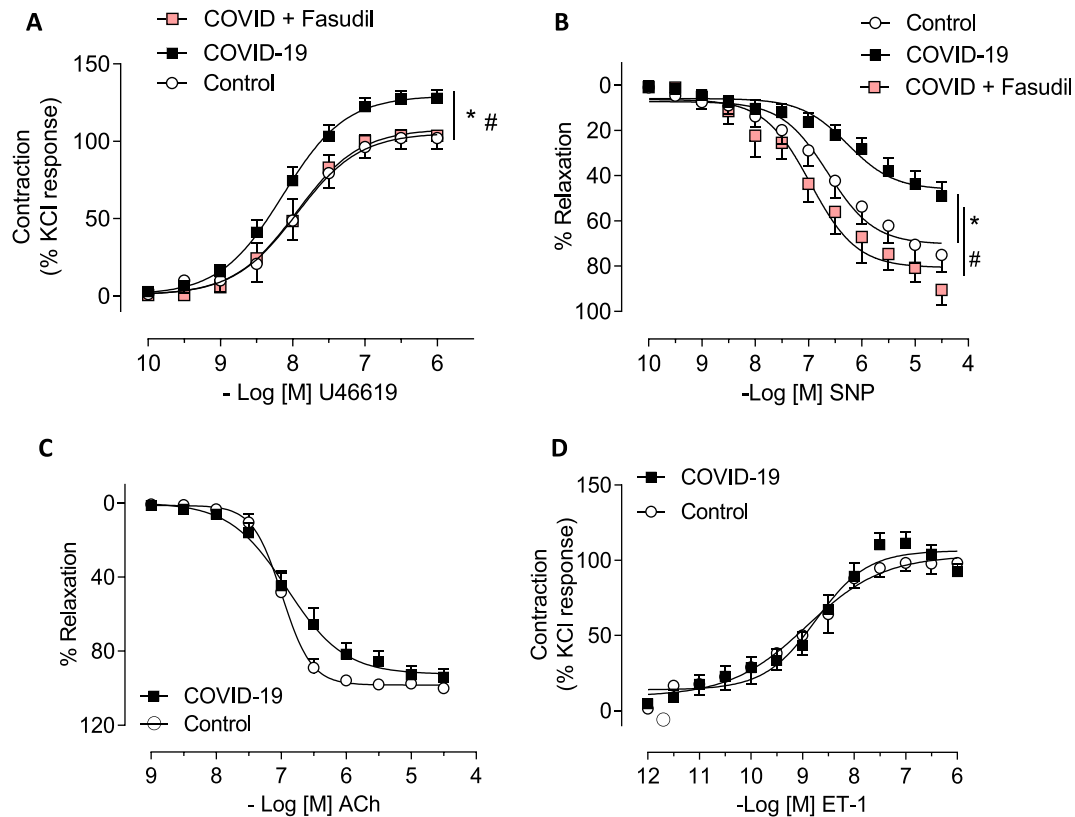 A
COVID + Fasudil
COVID-19
Control
150
100
50
0
Contraction
(% KCl response)
* #
10 9 8 7 6
- Log [M] U46619
B
Control
COVID-19
COVID + Fasudil
0
20
40
60
80
100
% Relaxation
*
#
10 9 8 7 6 5 4
-Log [M] SNP
C
0
40
80
120
% Relaxation
COVID-19
Control
9 8 7 6 5 4
- Log [M] ACh
D
COVID-19
Control
150
100
50
0
Contraction
(% KCl response)
12 11 10 9 8 7 6
-Log [M] ET-1